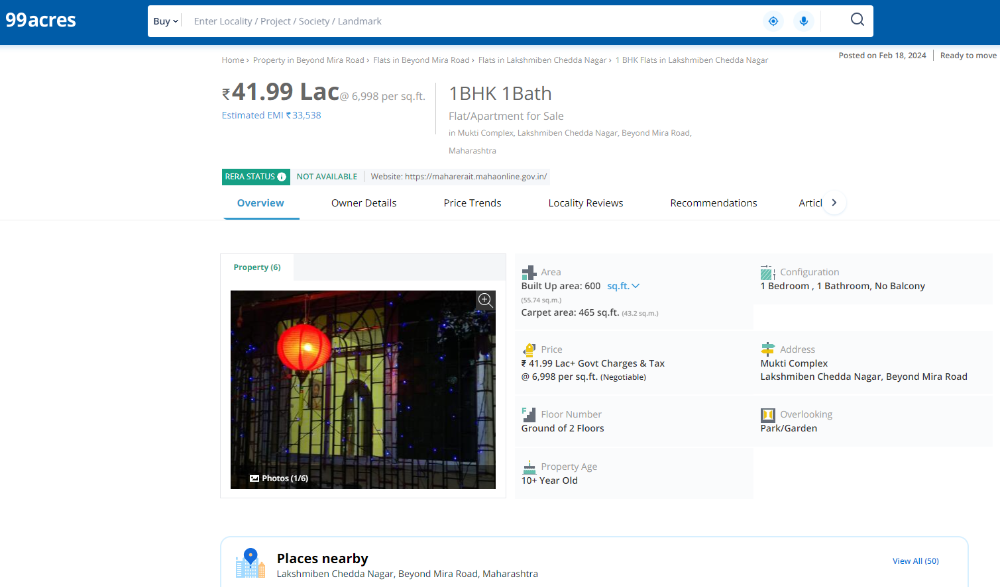 99acres
Buy
Enter Locality / Project / Society / Landmark
Home › Property in Beyond Mira Road › Flats in Beyond Mira Road › Flats in Lakshmiben Chedda Nagar › 1 BHK Flats in Lakshmiben Chedda Nagar
Posted on Feb 18, 2024 | Ready to move
₹41.99 Lac @ 6,998 per sq.ft.
Estimated EMI ₹33,538
1BHK 1Bath
Flat/Apartment for Sale
in Mukti Complex, Lakshmiben Chedda Nagar, Beyond Mira Road,
Maharashtra
RERA STATUS i NOT AVAILABLE | Website: https://maharerait.mahaonline.gov.in/
Overview Owner Details Price Trends Locality Reviews Recommendations Articl
Property (6)
Photos (1/6)
Area
Built Up area: 600 sq.ft.
(55.74 sq.m.)
Carpet area: 465 sq.ft. (43.2 sq.m.)
Configuration
1 Bedroom , 1 Bathroom, No Balcony
Price
₹ 41.99 Lac+ Govt Charges & Tax
@ 6,998 per sq.ft. (Negotiable)
Address
Mukti Complex
Lakshmiben Chedda Nagar, Beyond Mira Road
F
Floor Number
Ground of 2 Floors
Overlooking
Park/Garden
Property Age
10+ Year Old
Places nearby
Lakshmiben Chedda Nagar, Beyond Mira Road, Maharashtra
View All (50)